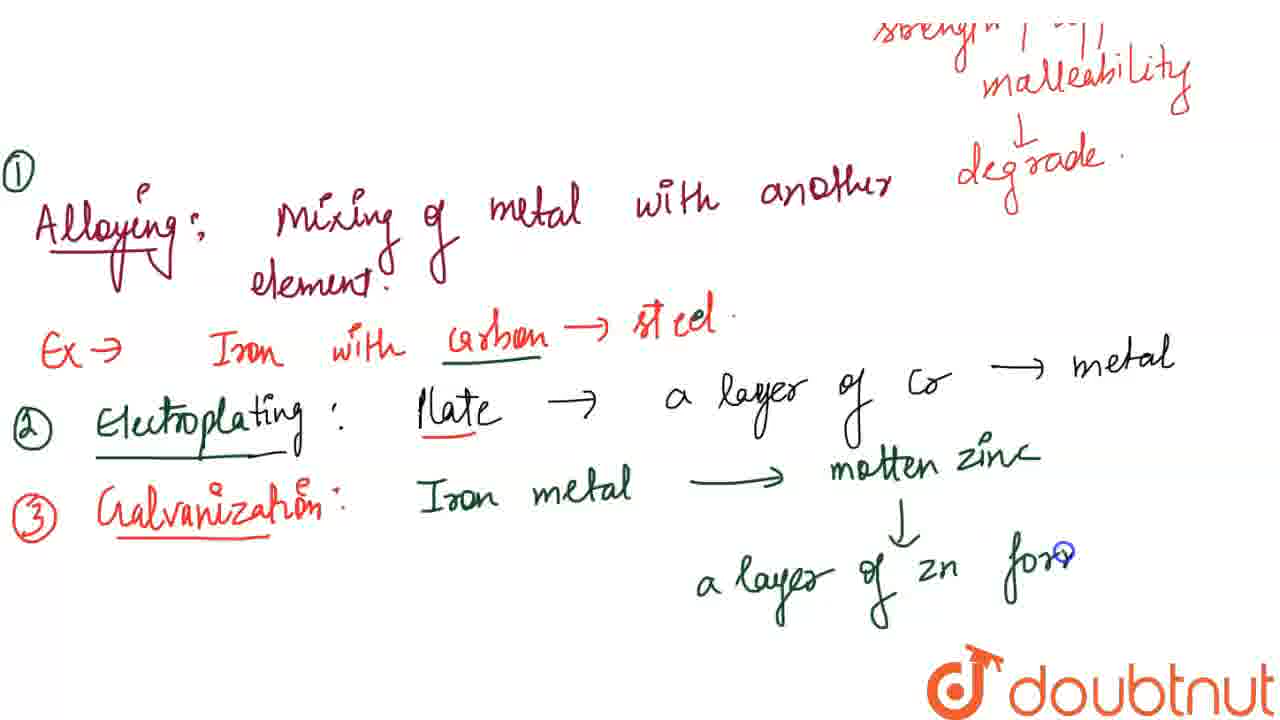 strength
malleability
↓
degrade.
① Alloying: Mixing of metal with another
element.
Ex → Iron with carbon → steel.
② Electroplating: Plate → a layer of Cr → metal
③ Galvanization: Iron metal → molten zinc
↓
a layer of zn form
doubtnut